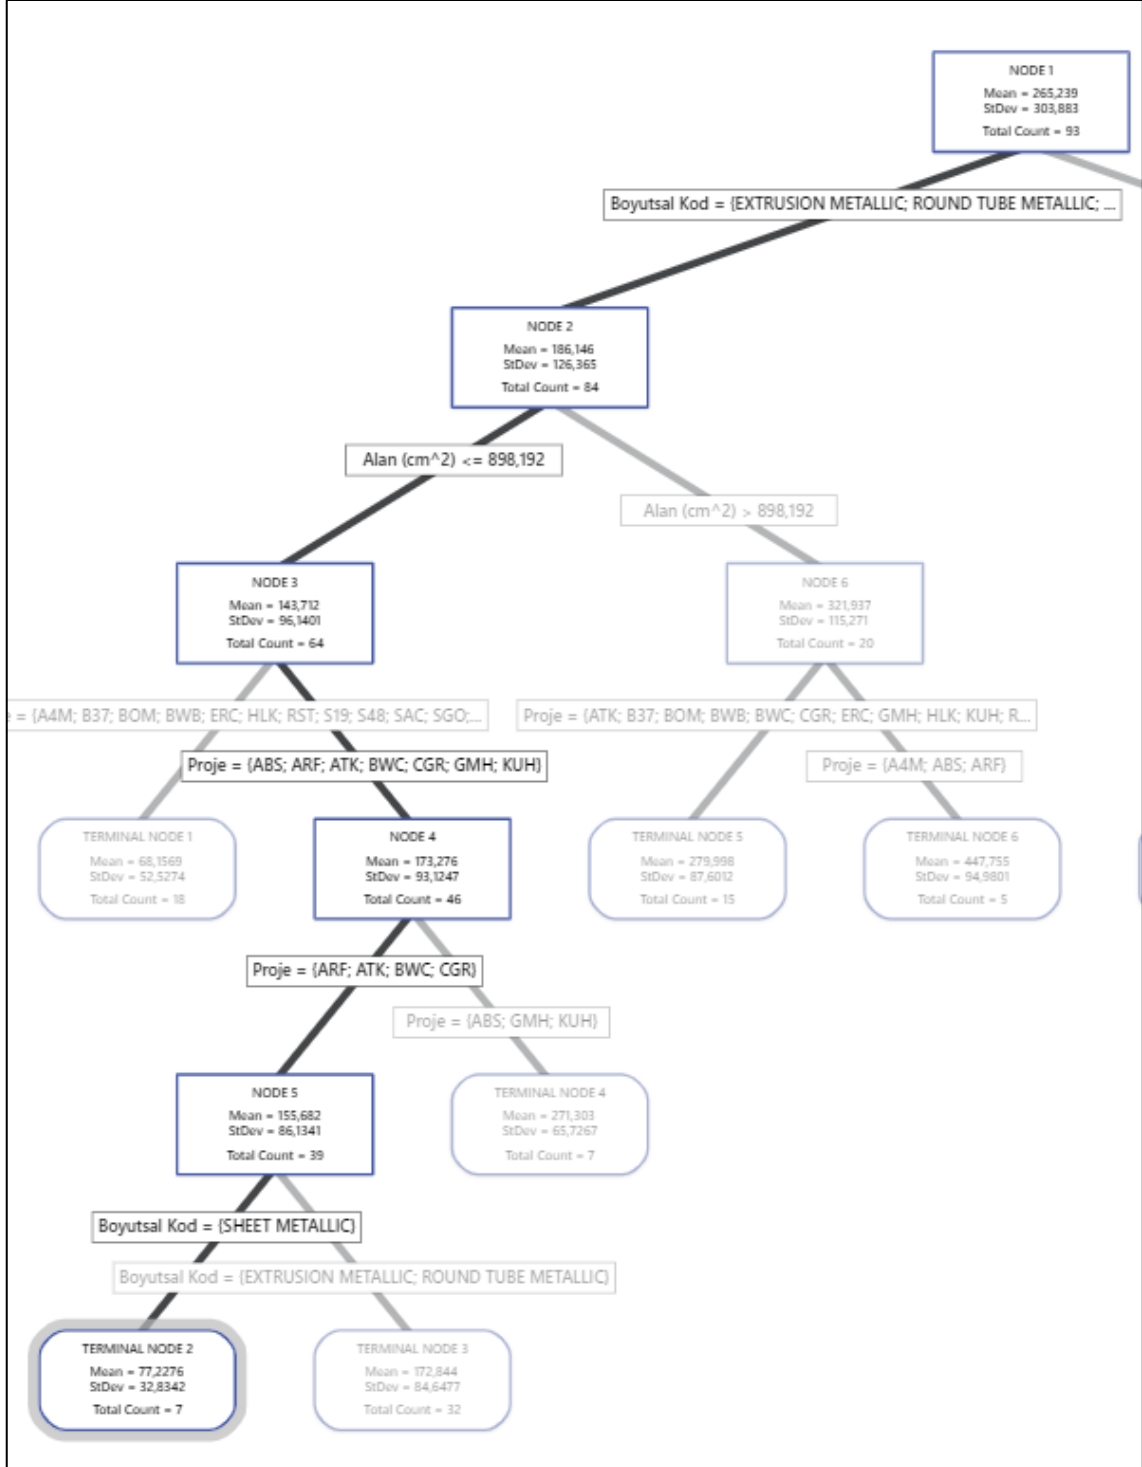 NODE 1
Mean = 265,239
StDev = 303,883
Total Count = 93
Boyutsal Kod = {EXTRUSION METALLIC; ROUND TUBE METALLIC; ...
NODE 2
Mean = 186,146
StDev = 126,365
Total Count = 84
Alan (cm^2) <= 898,192
Alan (cm^2) > 898,192
NODE 3
Mean = 143,712
StDev = 96,1401
Total Count = 64
NODE 6
Mean = 321,937
StDev = 115,271
Total Count = 20
e = {A4M; B37; BOM; BWB; ERC; HLK; RST; S19; S48; SAC; SGO;...
Proje = {ATK; B37; BOM; BWB; BWC; CGR; ERC; GMH; HLK; KUH; R...
Proje = {ABS; ARF; ATK; BWC; CGR; GMH; KUH}
Proje = {A4M; ABS; ARF}
TERMINAL NODE 1
Mean = 68,1569
StDev = 52,5274
Total Count = 18
NODE 4
Mean = 173,276
StDev = 93,1247
Total Count = 46
TERMINAL NODE 5
Mean = 279,998
StDev = 87,6012
Total Count = 15
TERMINAL NODE 6
Mean = 447,755
StDev = 94,9801
Total Count = 5
Proje = {ARF; ATK; BWC; CGR}
Proje = {ABS; GMH; KUH}
NODE 5
Mean = 155,682
StDev = 86,1341
Total Count = 39
TERMINAL NODE 4
Mean = 271,303
StDev = 65,7267
Total Count = 7
Boyutsal Kod = {SHEET METALLIC}
Boyutsal Kod = {EXTRUSION METALLIC; ROUND TUBE METALLIC}
TERMINAL NODE 2
Mean = 77,2276
StDev = 32,8342
Total Count = 7
TERMINAL NODE 3
Mean = 172,844
StDev = 84,6477
Total Count = 32